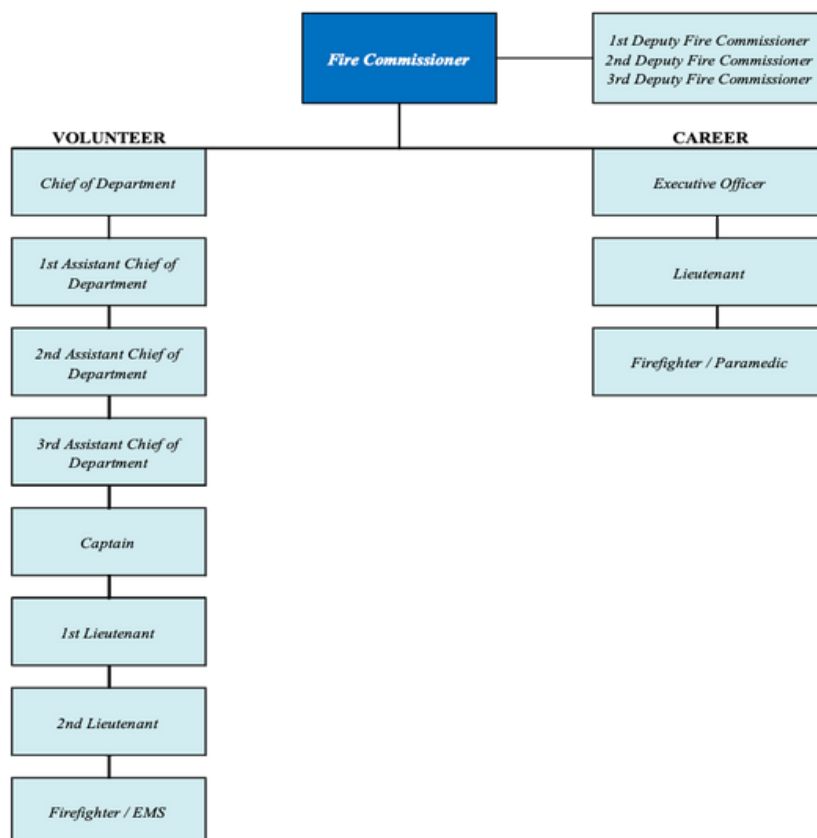 Fire Commissioner
1st Deputy Fire Commissioner
2nd Deputy Fire Commissioner
3rd Deputy Fire Commissioner
VOLUNTEER
Chief of Department
1st Assistant Chief of
Department
2nd Assistant Chief of
Department
3rd Assistant Chief of
Department
Captain
1st Lieutenant
2nd Lieutenant
Firefighter / EMS
CAREER
Executive Officer
Lieutenant
Firefighter / Paramedic